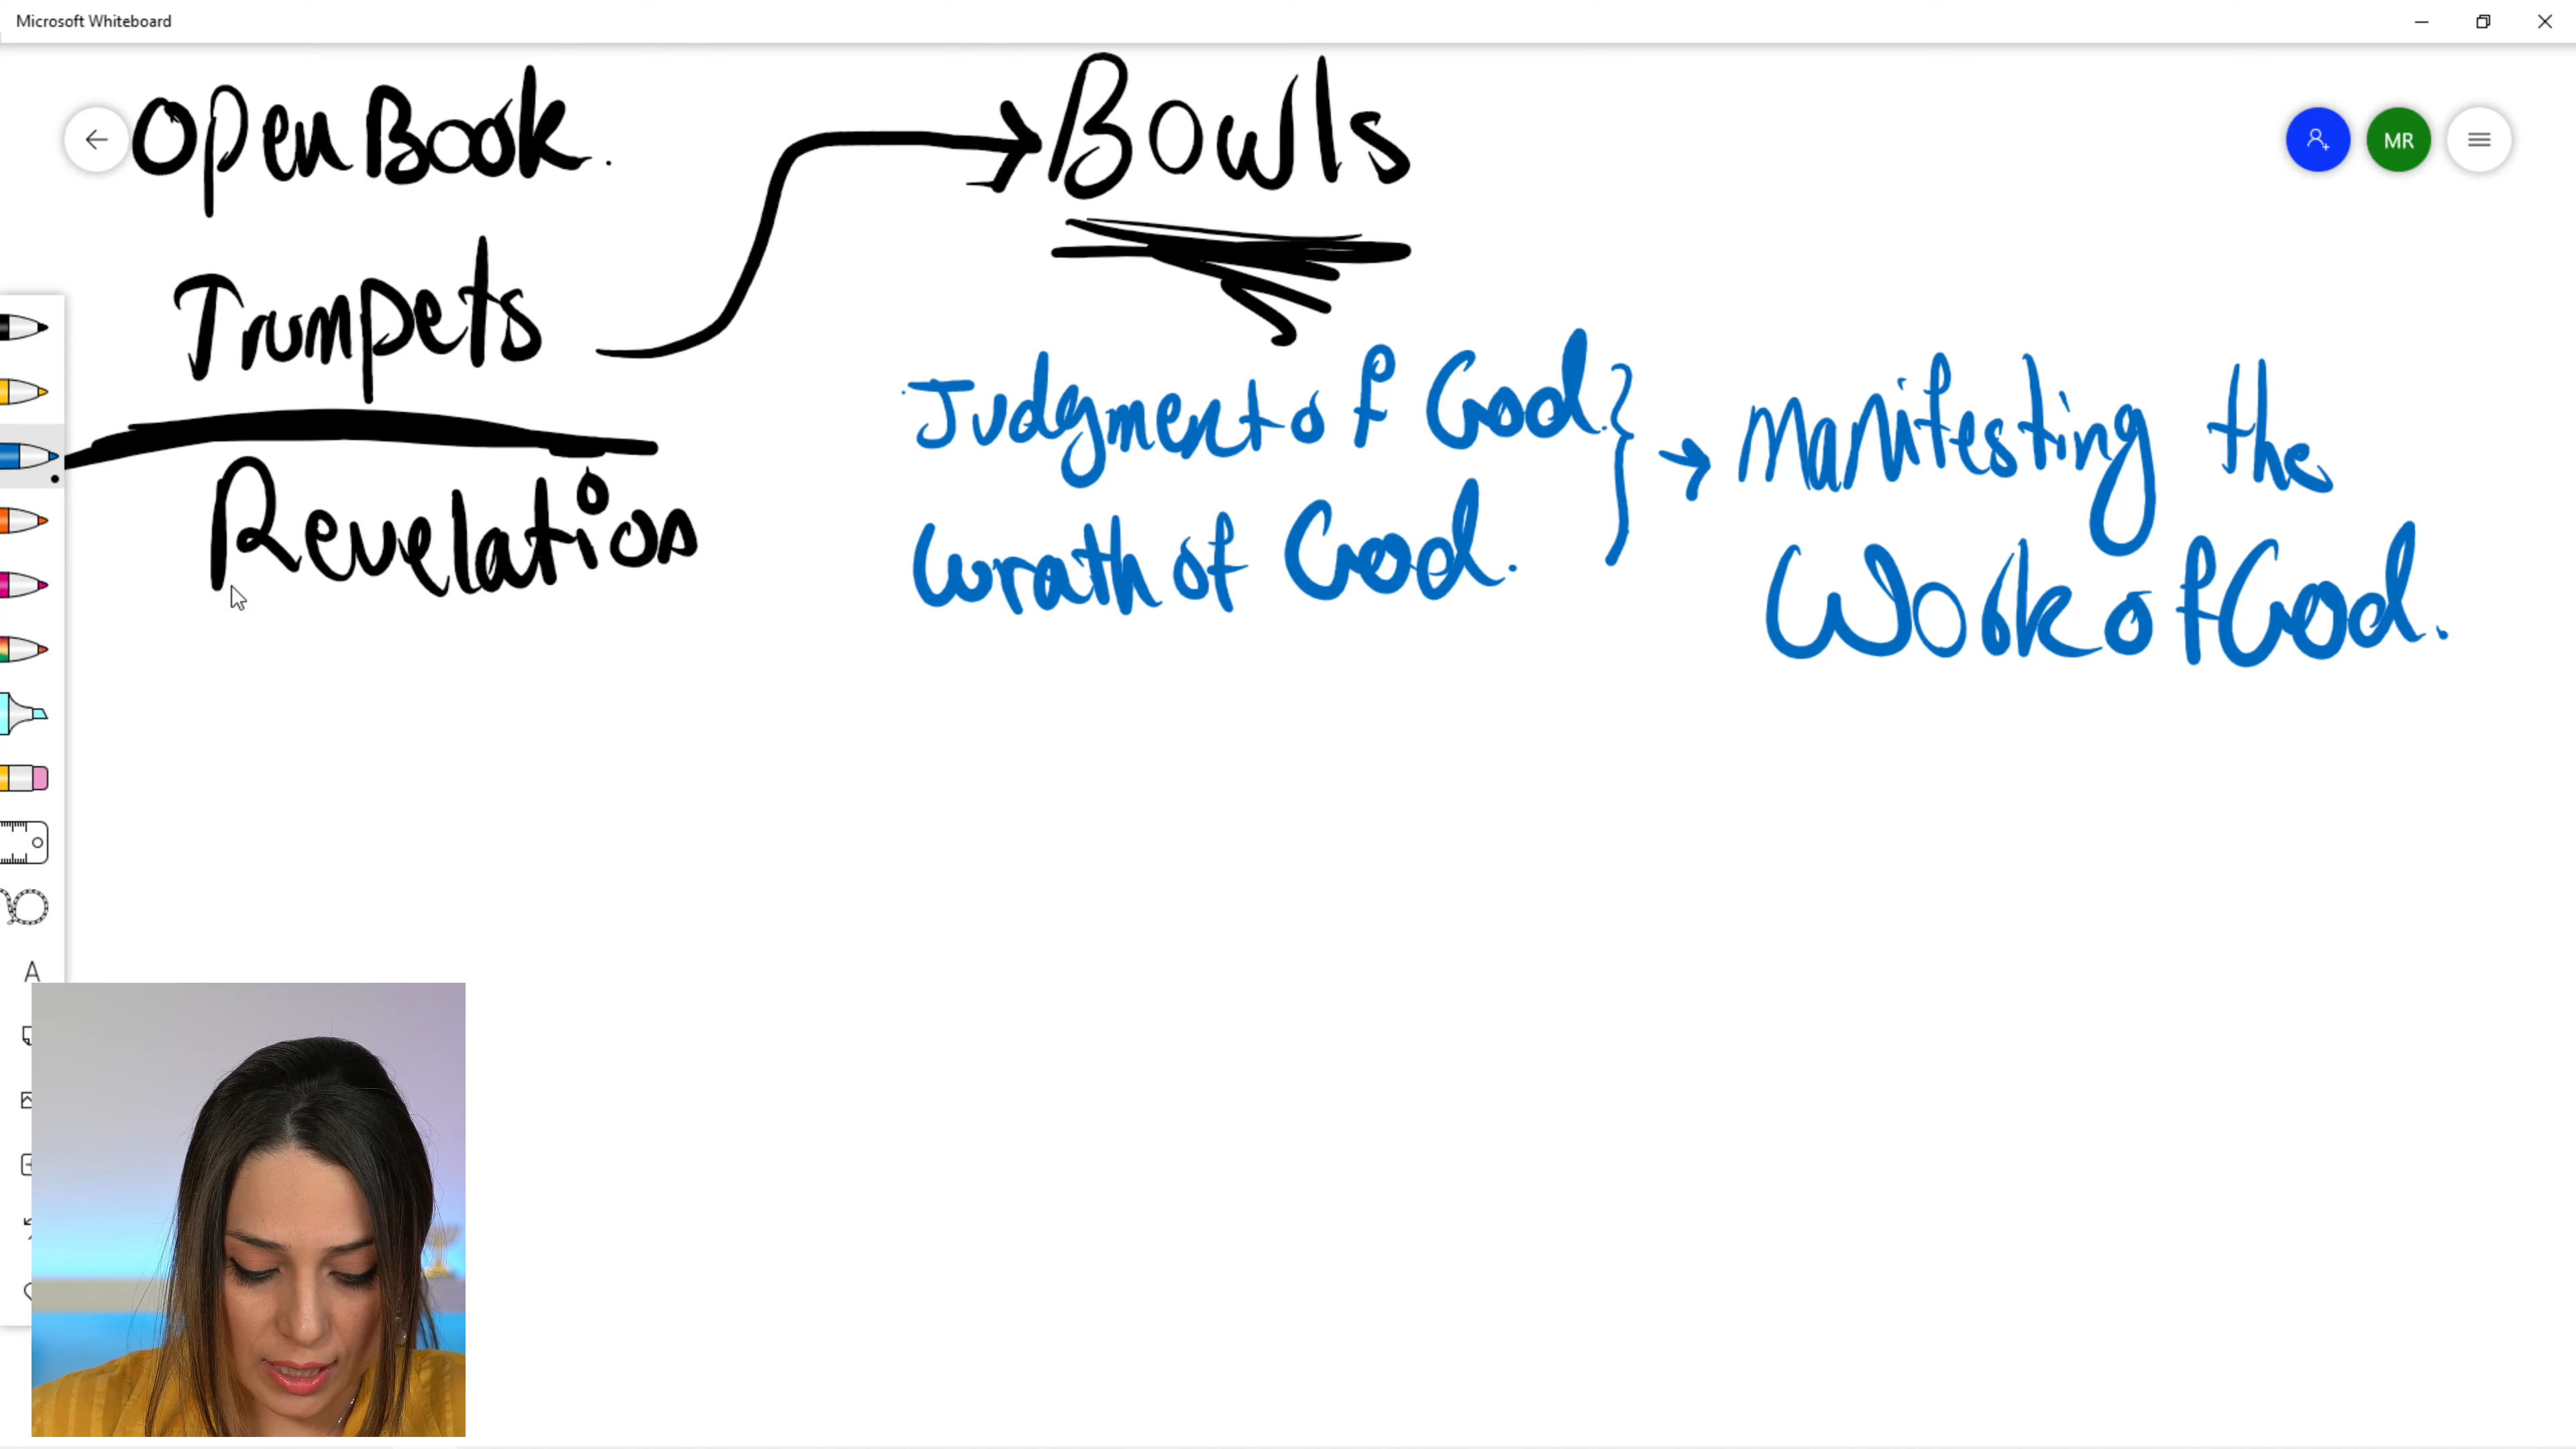 Microsoft Whiteboard
Open Book.
Trumpets
Revelation
Bowls
MR
Judgment of God.
Wrath of God.
Manifesting the
Work of God.
A